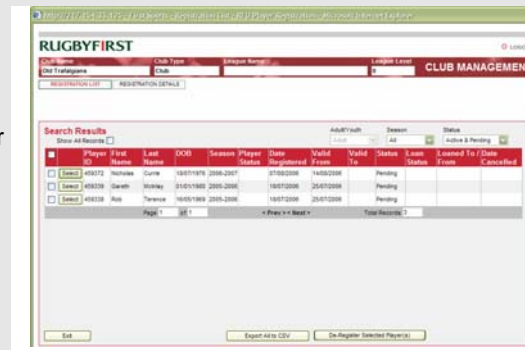 RUGBYFIRST
Club Name Club Type League Name League Level
Old Trafalgians Club 0 CLUB MANAGEMEN
REGISTRATION LIST REGISTRATION DETAILS
Search Results Adult/Youth Season Status
Show All Records Adult All Active & Pending
Player ID First Name Last Name DOB Season Player Status Date Registered Valid From Valid To Status Loan Status Loaned To / From Date Cancelled
Select 459372 Nicholas Currie 2006-2007 07/08/2006 14/08/2006 Pending
Select 459339 Gareth 01/01/1980 2005-2006 18/07/2006 25/07/2006 Pending
Select 459338 Rob Terence 16/05/1969 2005-2006 18/07/2006 25/07/2006 Pending
Page 1 of 1 < Prev > < Next > Total Records 3
Exit Export All to CSV De-Register Selected Player(s)